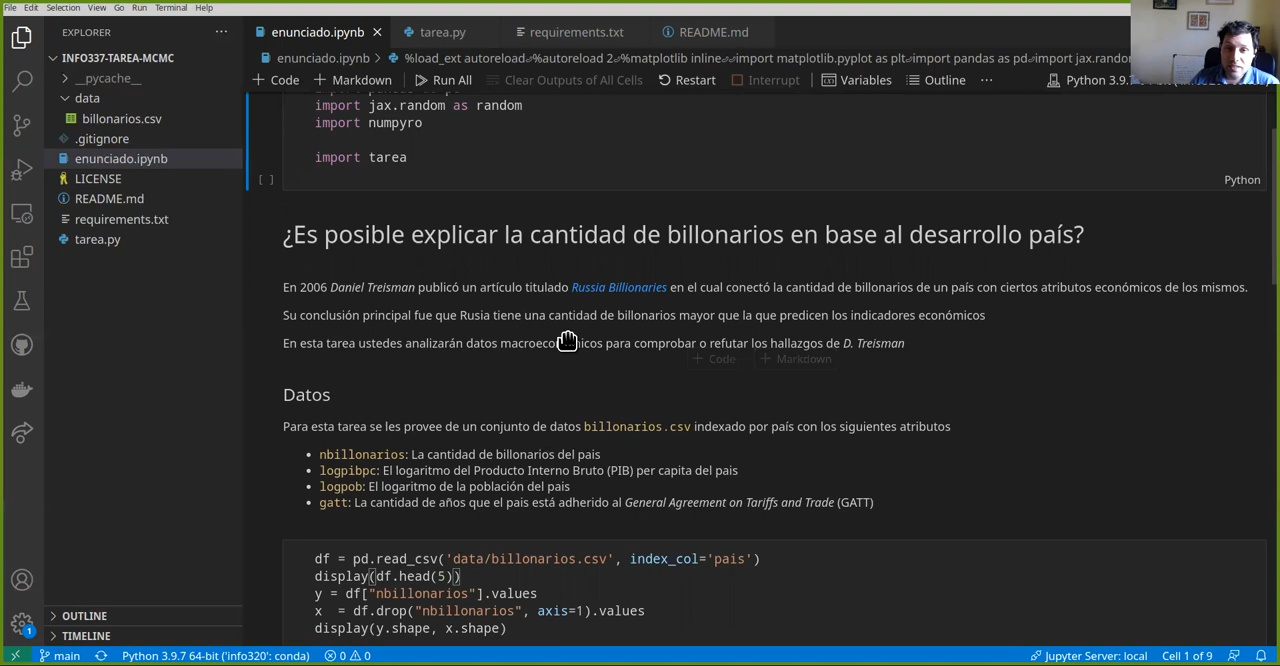 File Edit Selection View Go Run Terminal Help
EXPLORER
enunciado.ipynb
tarea.py
requirements.txt
README.md
INFO337-TAREA-MCMC
enunciado.ipynb > %load_ext autoreload↵%autoreload 2↵%matplotlib inline↵import matplotlib.pyplot as plt↵import pandas as pd↵import jax.random
__pycache__
+ Code + Markdown Run All Clear Outputs of All Cells Restart Interrupt Variables Outline ··· Python 3.9.7
data
billonarios.csv
.gitignore
enunciado.ipynb
LICENSE
README.md
requirements.txt
tarea.py
import jax.random as random
import numpyro
import tarea
[ ]
Python
¿Es posible explicar la cantidad de billonarios en base al desarrollo país?
En 2006 Daniel Treisman publicó un artículo titulado Russia Billionaries en el cual conectó la cantidad de billonarios de un país con ciertos atributos económicos de los mismos.
Su conclusión principal fue que Rusia tiene una cantidad de billonarios mayor que la que predicen los indicadores económicos
En esta tarea ustedes analizarán datos macroeconómicos para comprobar o refutar los hallazgos de D. Treisman
+ Code + Markdown
Datos
Para esta tarea se les provee de un conjunto de datos billonarios.csv indexado por país con los siguientes atributos
• nbillonarios: La cantidad de billonarios del pais
• logpibpc: El logaritmo del Producto Interno Bruto (PIB) per capita del pais
• logpob: El logaritmo de la población del país
• gatt: La cantidad de años que el pais está adherido al General Agreement on Tariffs and Trade (GATT)
df = pd.read_csv('data/billonarios.csv', index_col='pais')
display(df.head(5))
y = df["nbillonarios"].values
x  = df.drop("nbillonarios", axis=1).values
display(y.shape, x.shape)
OUTLINE
TIMELINE
1
main Python 3.9.7 64-bit ('info320': conda) 0 0 Jupyter Server: local Cell 1 of 9